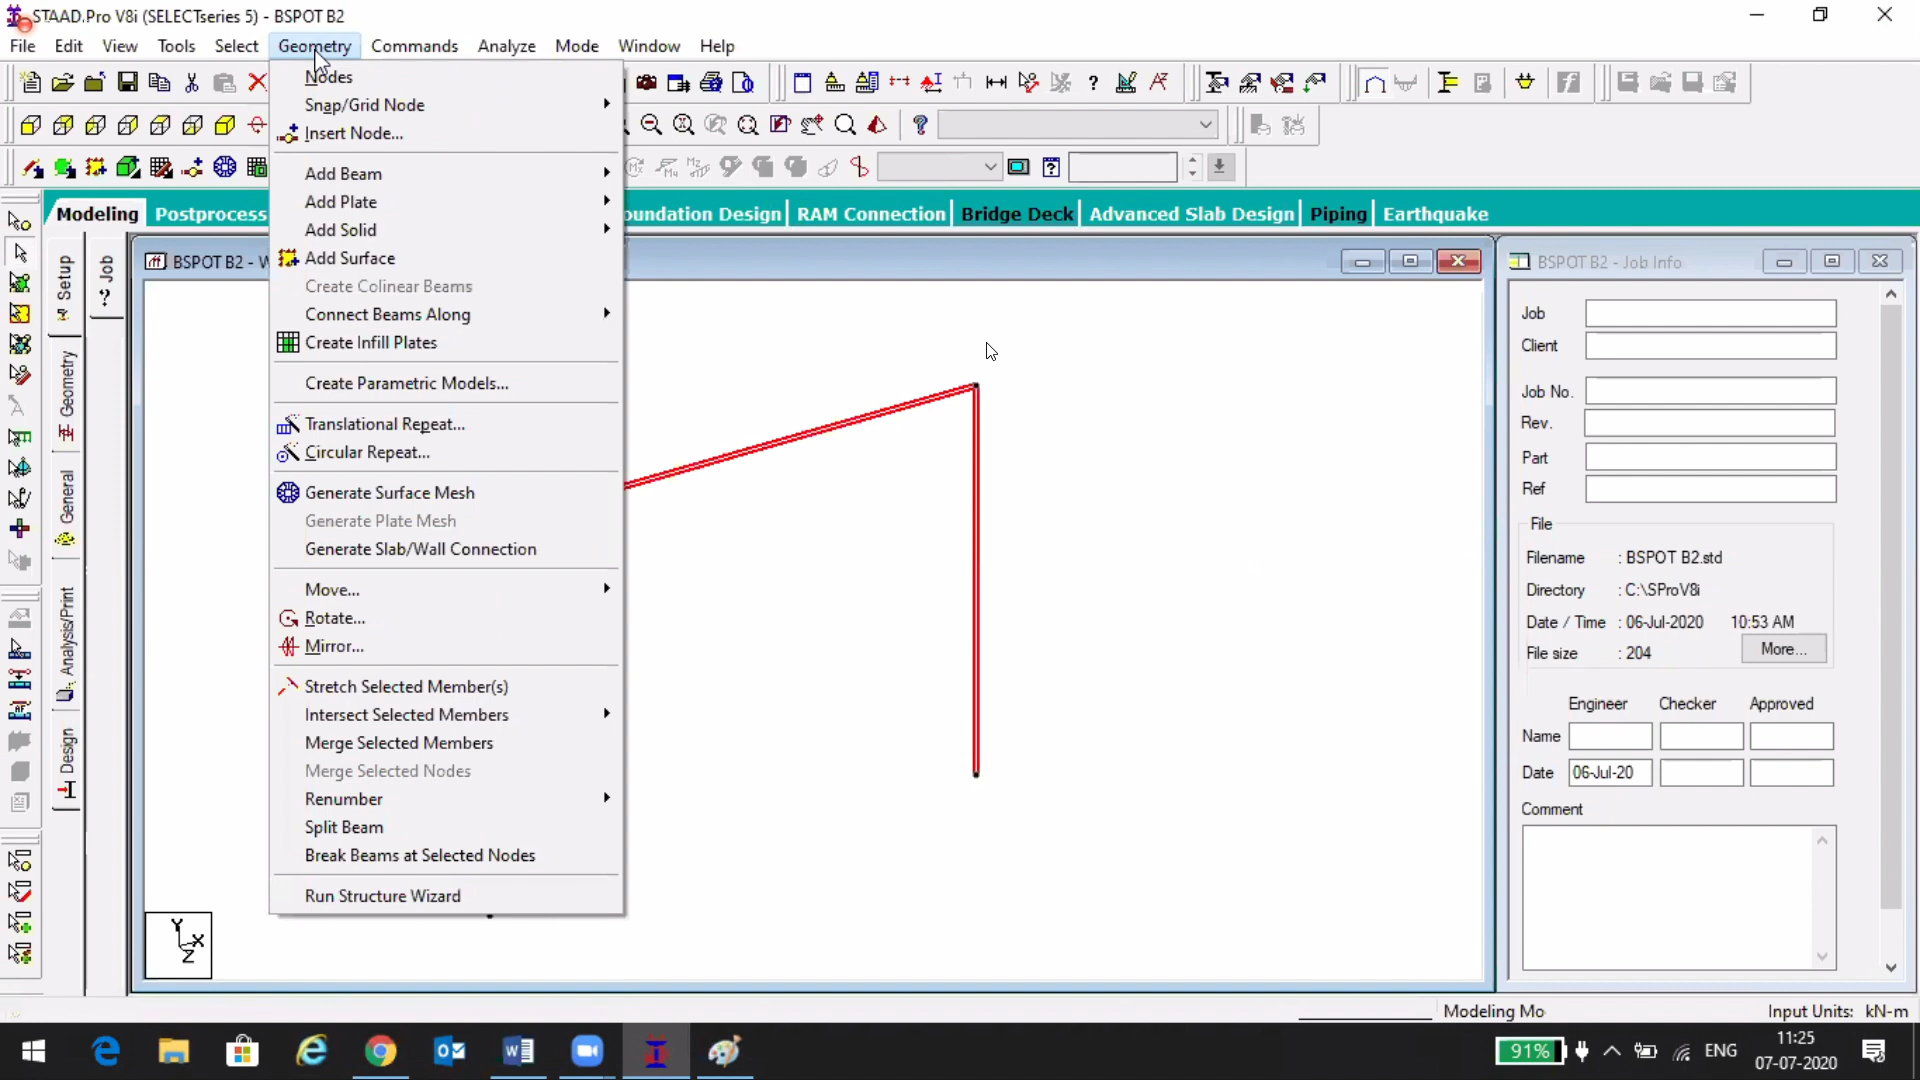 STAAD.Pro V8i (SELECTseries 5) - BSPOT B2
File Edit View Tools Select Geometry Commands Analyze Mode Window Help
Nodes
Snap/Grid Node
Insert Node...
Add Beam
Add Plate
Add Solid
Add Surface
Create Colinear Beams
Connect Beams Along
Create Infill Plates
Create Parametric Models...
Translational Repeat...
Circular Repeat...
Generate Surface Mesh
Generate Plate Mesh
Generate Slab/Wall Connection
Move...
Rotate...
Mirror...
Stretch Selected Member(s)
Intersect Selected Members
Merge Selected Members
Merge Selected Nodes
Renumber
Split Beam
Break Beams at Selected Nodes
Run Structure Wizard
Modeling Postprocess oundation Design RAM Connection Bridge Deck Advanced Slab Design Piping Earthquake
Setup
Geometry
General
Analysis/Print
Design
Job
BSPOT B2 - W
Y
X
Z
BSPOT B2 - Job Info
Job
Client
Job No.
Rev.
Part
Ref
File
Filename : BSPOT B2.std
Directory : C:\SProV8i
Date / Time : 06-Jul-2020 10:53 AM
File size : 204 More...
Engineer Checker Approved
Name
Date 06-Jul-20
Comment
Modeling Mo Input Units: kN-m
91% ENG 11:25
07-07-2020